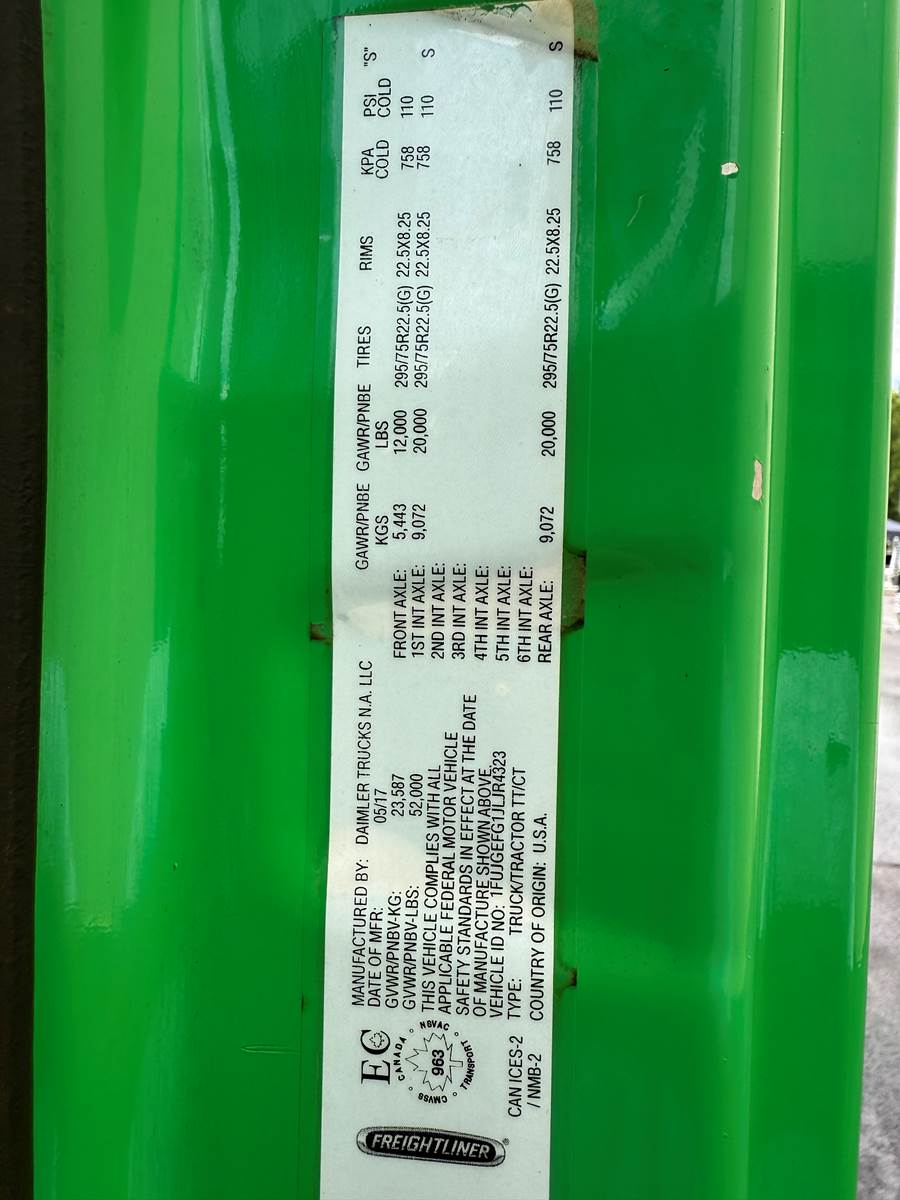 FREIGHTLINER®
EC
CANADA
NSVAC
TRANSPORT
CMVSS
963
CAN ICES-2
/ NMB-2
MANUFACTURED BY: DAIMLER TRUCKS N.A. LLC
DATE OF MFR: 05/17
GVWR/PNBV-KG: 23,587
GVWR/PNBV-LBS: 52,000
THIS VEHICLE COMPLIES WITH ALL
APPLICABLE FEDERAL MOTOR VEHICLE
SAFETY STANDARDS IN EFFECT AT THE DATE
OF MANUFACTURE SHOWN ABOVE.
VEHICLE ID NO: 1FUJGEFG1JLJR4323
TYPE: TRUCK/TRACTOR TT/CT
COUNTRY OF ORIGIN: U.S.A.
GAWR/PNBE GAWR/PNBE TIRES RIMS KPA PSI "S"
KGS LBS COLD COLD
FRONT AXLE: 5,443 12,000 295/75R22.5(G) 22.5X8.25 758 110
1ST INT AXLE: 9,072 20,000 295/75R22.5(G) 22.5X8.25 758 110 S
2ND INT AXLE:
3RD INT AXLE:
4TH INT AXLE:
5TH INT AXLE:
6TH INT AXLE:
REAR AXLE: 9,072 20,000 295/75R22.5(G) 22.5X8.25 758 110 S